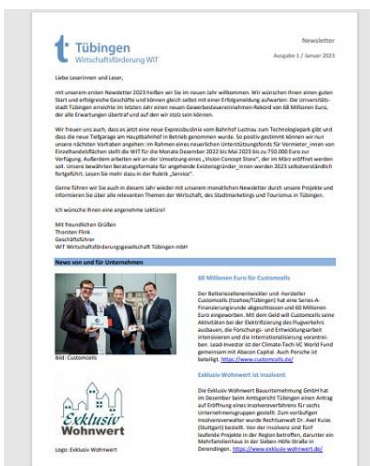 Newsletter
Tübingen
Wirtschaftsförderung WIT
Ausgabe 1 / Januar 2023
Liebe Leserinnen und Leser,
mit unserem ersten Newsletter 2023 heißen wir Sie im neuen Jahr willkommen. Wir wünschen Ihnen einen guten
Start und erfolgreiche Geschäfte und können gleich selbst mit einer Erfolgsmeldung aufwarten: Die Universitäts-
stadt Tübingen erreichte im letzten Jahr einen neuen Gewerbesteuereinnahmen-Rekord von 68 Millionen Euro,
der alle Erwartungen übertraf und auf den wir stolz sein können.
Wir freuen uns auch, dass es jetzt eine neue Expressbuslinie vom Bahnhof Lustnau zum Technologiepark gibt und
dass die neue Tiefgarage am Hauptbahnhof in Betrieb genommen wurde. So positiv gestimmt können wir nun
unsere nächsten Vorhaben angehen: Im Rahmen eines neuerlichen Unterstützungsfonds für Vermieter_innen von
Einzelhandelsflächen stellt die WIT für die Monate Dezember 2022 bis Mai 2023 bis zu 750.000 Euro zur
Verfügung. Außerdem arbeiten wir an der Umsetzung eines „Vision Concept Store“, der im März eröffnet werden
soll. Unsere bewährten Beratungsformate für angehende Existenzgründer_innen werden 2023 selbstverständlich
fortgeführt. Lesen Sie mehr dazu in der Rubrik „Service“.
Gerne führen wir Sie auch in diesem Jahr wieder mit unserem monatlichen Newsletter durch unsere Projekte und
informieren Sie über alle relevanten Themen der Wirtschaft, des Stadtmarketings und Tourismus in Tübingen.
Ich wünsche Ihnen eine angenehme Lektüre!
Mit freundlichen Grüßen
Thorsten Flink
Geschäftsführer
WIT Wirtschaftsförderungsgesellschaft Tübingen mbH
News von und für Unternehmen
60 Millionen Euro für Customcells
Der Batteriezellenentwickler und -hersteller
Customcells (Itzehoe/Tübingen) hat eine Series-A-
Finanzierungsrunde abgeschlossen und 60 Millionen
Euro eingeworben. Mit dem Geld will Customcells seine
Aktivitäten bei der Elektrifizierung des Flugverkehrs
ausbauen, die Forschungs- und Entwicklungsarbeit
intensivieren und die Internationalisierung vorantrei-
ben. Lead-Investor ist der Climate-Tech-VC World Fund
gemeinsam mit Abacon Capital. Auch Porsche ist
beteiligt. https://www.customcells.de/
Bild: Customcells
Exklusiv Wohnwert ist insolvent
Die Exklusiv Wohnwert Bauunternehmung GmbH hat
im Dezember beim Amtsgericht Tübingen einen Antrag
auf Eröffnung eines Insolvenzverfahrens für sechs
Unternehmensgruppen gestellt. Zum vorläufigen
Insolvenzverwalter wurde Rechtsanwalt Dr. Axel Kulas
(Stuttgart) bestellt. Von der Insolvenz sind fünf
laufende Projekte in der Region betroffen, darunter ein
Mehrfamilienhaus in der Sieben-Höfe-Straße in
Derendingen. https://www.exklusiv-wohnwert.de/
Exklusiv
Wohnwert
Logo: Exklusiv Wohnwert